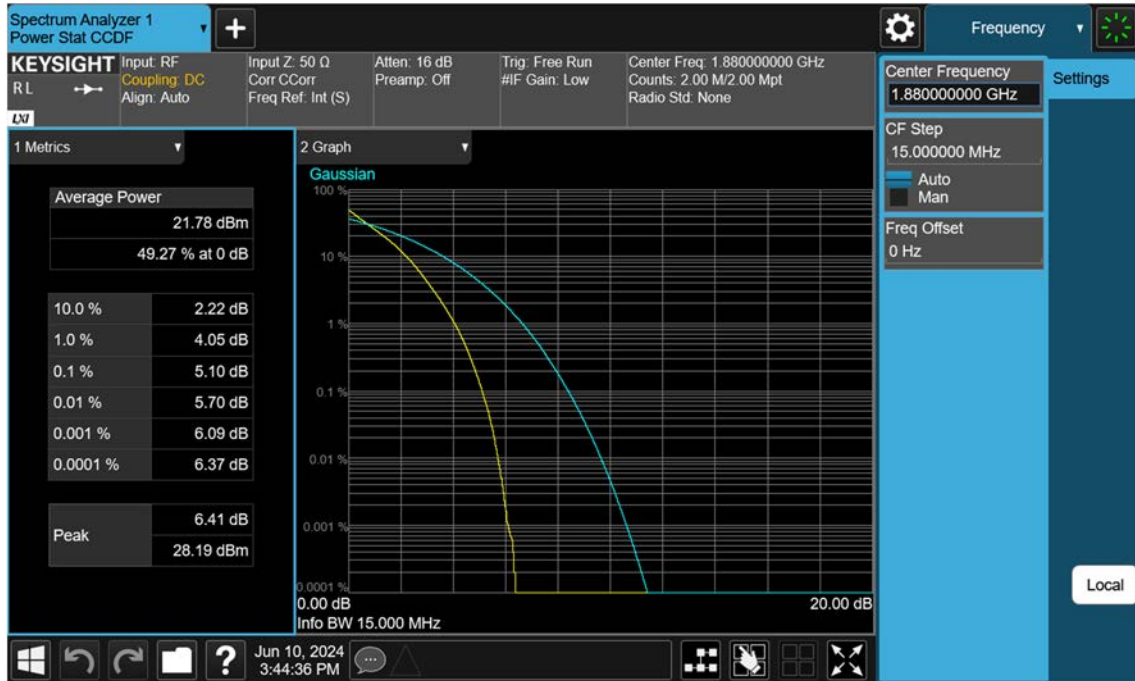 Spectrum Analyzer 1
Power Stat CCDF
Frequency
KEYSIGHT
R L
LXI
Input: RF
Coupling: DC
Align: Auto
Input Z: 50 Ω
Corr CCorr
Freq Ref: Int (S)
Atten: 16 dB
Preamp: Off
Trig: Free Run
#IF Gain: Low
Center Freq: 1.880000000 GHz
Counts: 2.00 M/2.00 Mpt
Radio Std: None
Center Frequency
1.880000000 GHz
Settings
CF Step
15.000000 MHz
Auto
Man
Freq Offset
0 Hz
1 Metrics
Average Power
21.78 dBm
49.27 % at 0 dB
10.0 % 2.22 dB
1.0 % 4.05 dB
0.1 % 5.10 dB
0.01 % 5.70 dB
0.001 % 6.09 dB
0.0001 % 6.37 dB
Peak
6.41 dB
28.19 dBm
2 Graph
Gaussian
100 %
10 %
1 %
0.1 %
0.01 %
0.001 %
0.0001 %
0.00 dB 20.00 dB
Info BW 15.000 MHz
Local
?
Jun 10, 2024
3:44:36 PM